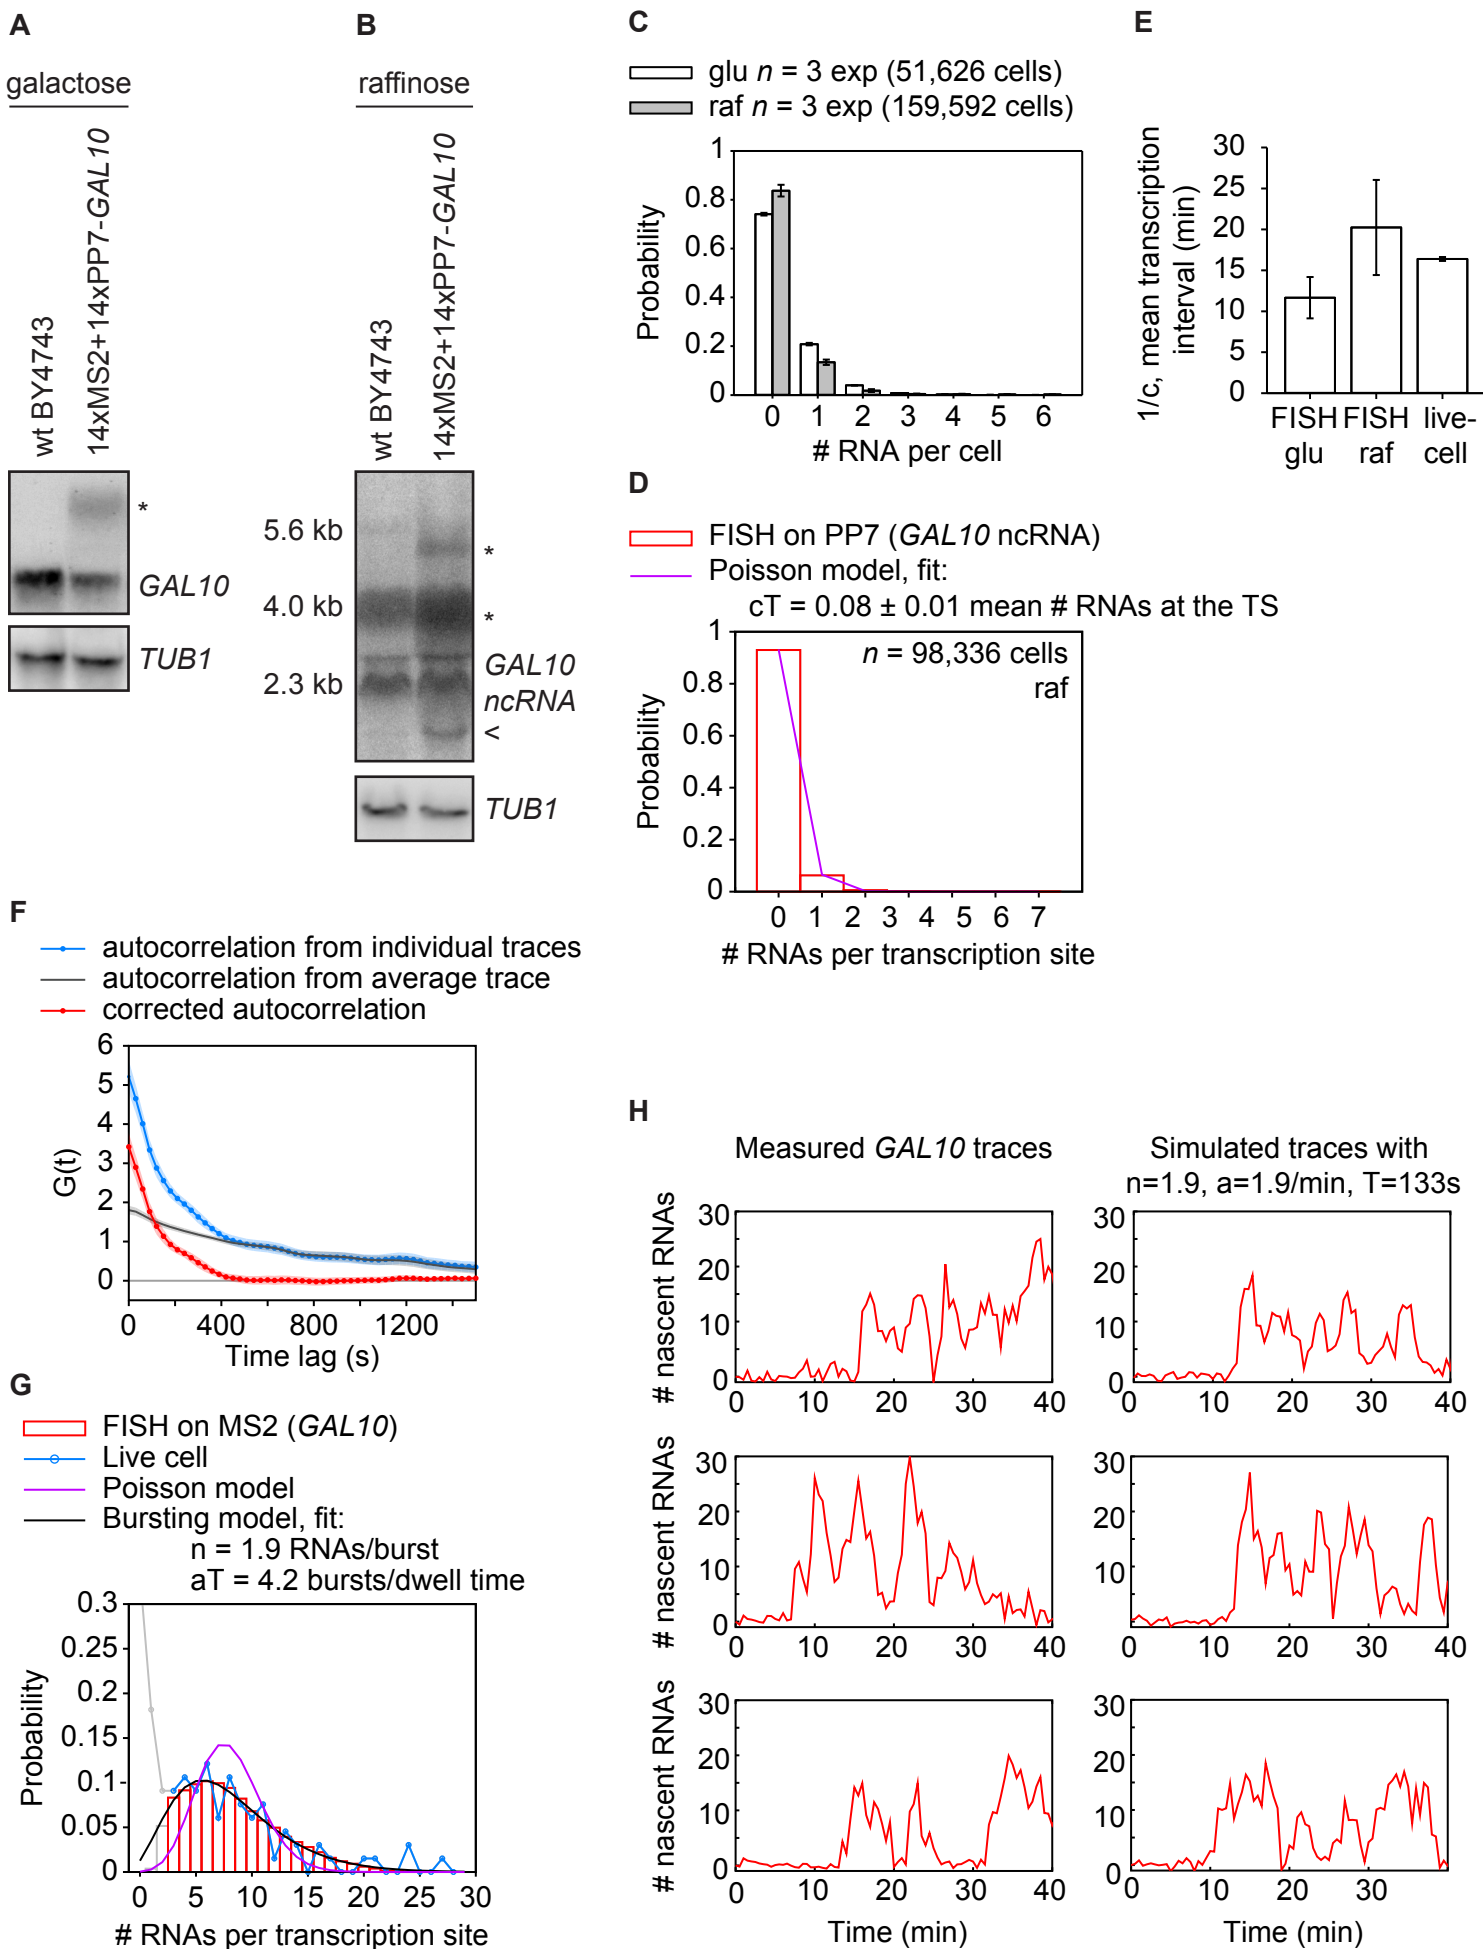 A
galactose
wt BY4743
14xMS2+14xPP7-GAL10
*
GAL10
TUB1
B
raffinose
wt BY4743
14xMS2+14xPP7-GAL10
5.6 kb
*
4.0 kb
*
GAL10
ncRNA
2.3 kb
<
TUB1
C
glu n = 3 exp (51,626 cells)
raf n = 3 exp (159,592 cells)
Probability
1
0.8
0.6
0.4
0.2
0
0 1 2 3 4 5 6
# RNA per cell
D
FISH on PP7 (GAL10 ncRNA)
Poisson model, fit:
cT = 0.08 ± 0.01 mean # RNAs at the TS
n = 98,336 cells
raf
Probability
1
0.8
0.6
0.4
0.2
0
0 1 2 3 4 5 6 7
# RNAs per transcription site
E
1/c, mean transcription
interval (min)
30
25
20
15
10
5
0
FISH FISH live-
glu raf cell
F
autocorrelation from individual traces
autocorrelation from average trace
corrected autocorrelation
G(t)
6
5
4
3
2
1
0
0 400 800 1200
Time lag (s)
G
FISH on MS2 (GAL10)
Live cell
Poisson model
Bursting model, fit:
n = 1.9 RNAs/burst
aT = 4.2 bursts/dwell time
Probability
0.3
0.2
0.15
0.1
0.05
0
0 5 10 15 20 25 30
# RNAs per transcription site
H
Measured GAL10 traces
Simulated traces with
n=1.9, a=1.9/min, T=133s
# nascent RNAs
30
20
10
0
0 10 20 30 40
30
20
10
0
0 10 20 30 40
# nascent RNAs
30
20
10
0
0 10 20 30 40
30
20
10
0
0 10 20 30 40
# nascent RNAs
30
20
10
0
0 10 20 30 40
Time (min)
30
20
10
0
0 10 20 30 40
Time (min)